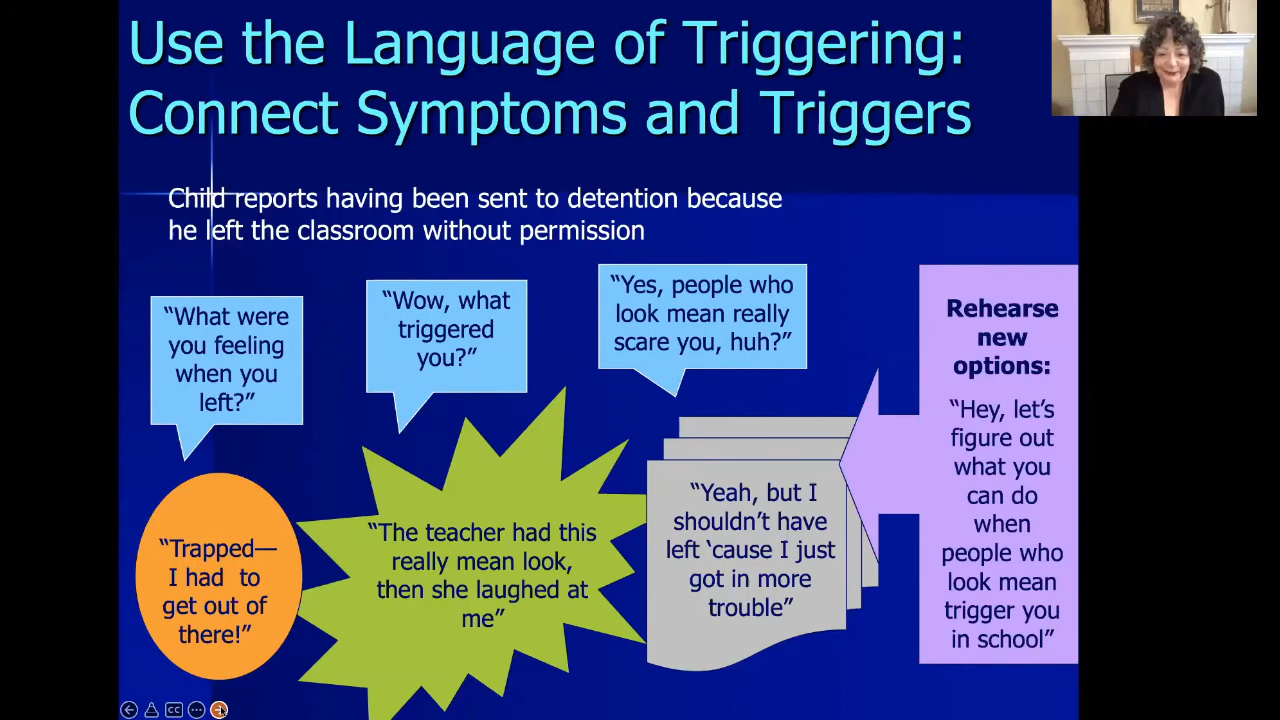 Use the Language of Triggering:
Connect Symptoms and Triggers
Child reports having been sent to detention because
he left the classroom without permission
“What were
you feeling
when you
left?”
“Wow, what
triggered
you?”
“Yes, people who
look mean really
scare you, huh?”
“Trapped—
I had to
get out of
there!”
“The teacher had this
really mean look,
then she laughed at
me”
“Yeah, but I
shouldn’t have
left ‘cause I just
got in more
trouble”
Rehearse
new
options:
“Hey, let’s
figure out
what you
can do
when
people who
look mean
trigger you
in school”
CC